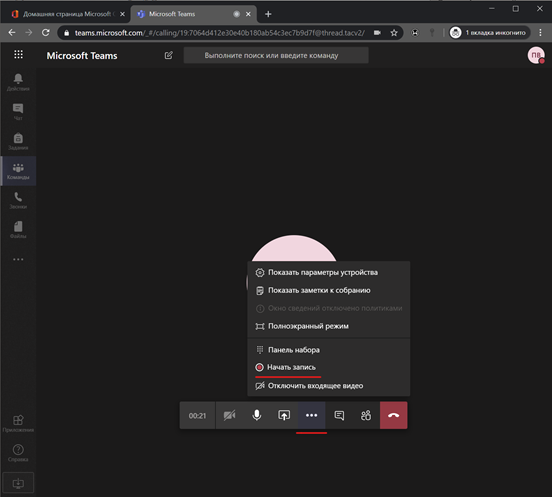 Домашняя страница Microsoft
Microsoft Teams
teams.microsoft.com/_#/calling/19:7064d412e30e40b180ab54c3ec7b9d7f@thread.tacv2/
1 вкладка инкогнито
Microsoft Teams
Выполните поиск или введите команду
ПВ
Действия
Чат
Задания
Команды
Звонки
Файлы
Показать параметры устройства
Показать заметки к собранию
Окно сведений отключено политиками
Полноэкранный режим
Панель набора
Начать запись
Отключить входящее видео
00:21
Приложения
Справка